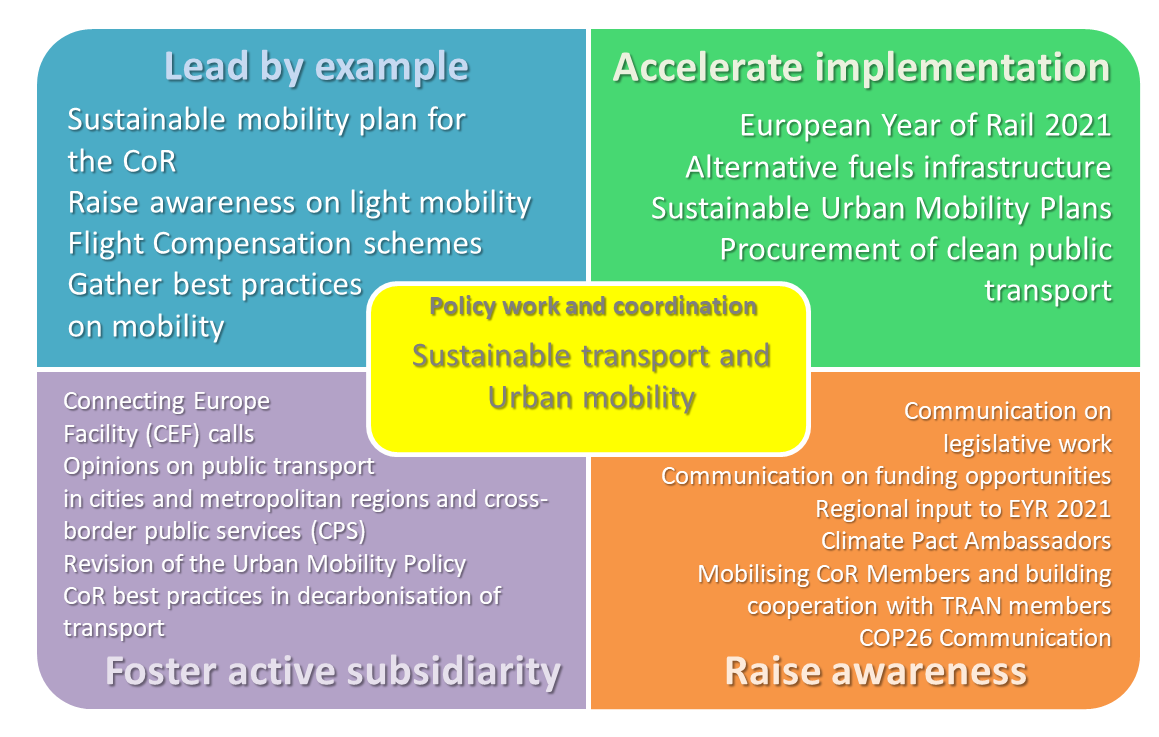 Lead by example
Sustainable mobility plan for
the CoR
Raise awareness on light mobility
Flight Compensation schemes
Gather best practices
on mobility
Accelerate implementation
European Year of Rail 2021
Alternative fuels infrastructure
Sustainable Urban Mobility Plans
Procurement of clean public
transport
Policy work and coordination
Sustainable transport and
Urban mobility
Connecting Europe
Facility (CEF) calls
Opinions on public transport
in cities and metropolitan regions and cross-
border public services (CPS)
Revision of the Urban Mobility Policy
CoR best practices in decarbonisation of
transport
Foster active subsidiarity
Communication on
legislative work
Communication on funding opportunities
Regional input to EYR 2021
Climate Pact Ambassadors
Mobilising CoR Members and building
cooperation with TRAN members
COP26 Communication
Raise awareness